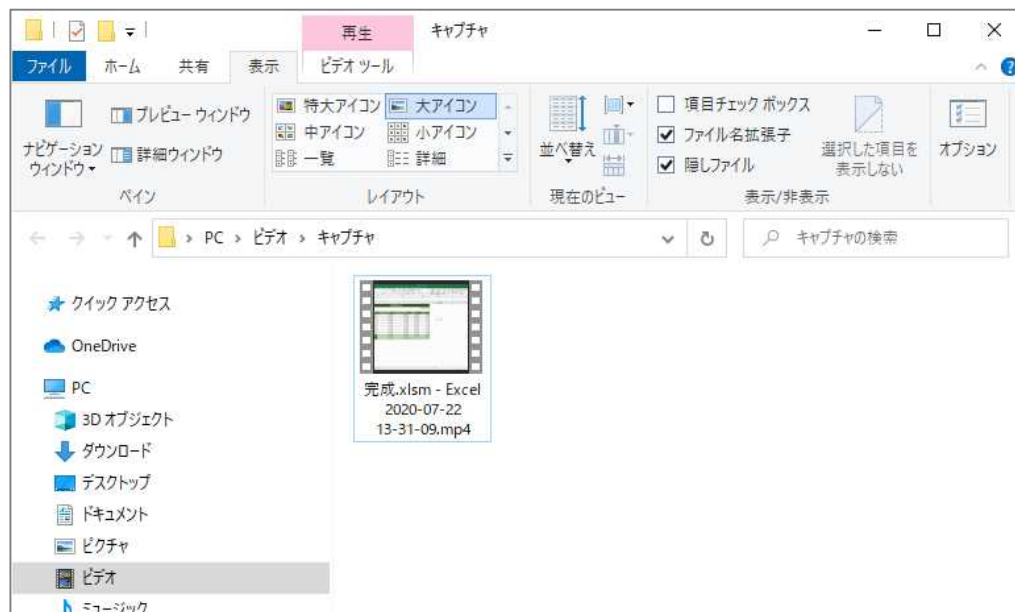 再生
キャプチャ
ファイル
ホーム
共有
表示
ビデオ ツール
ナビゲーション
ウィンドウ
プレビュー ウィンドウ
詳細ウィンドウ
ペイン
特大アイコン
大アイコン
中アイコン
小アイコン
一覧
詳細
レイアウト
並べ替え
現在のビュー
項目チェック ボックス
ファイル名拡張子
隠しファイル
選択した項目を
表示しない
表示/非表示
オプション
PC › ビデオ › キャプチャ
キャプチャの検索
クイック アクセス
OneDrive
PC
3D オブジェクト
ダウンロード
デスクトップ
ドキュメント
ピクチャ
ビデオ
ミュージック
完成.xlsm - Excel
2020-07-22
13-31-09.mp4